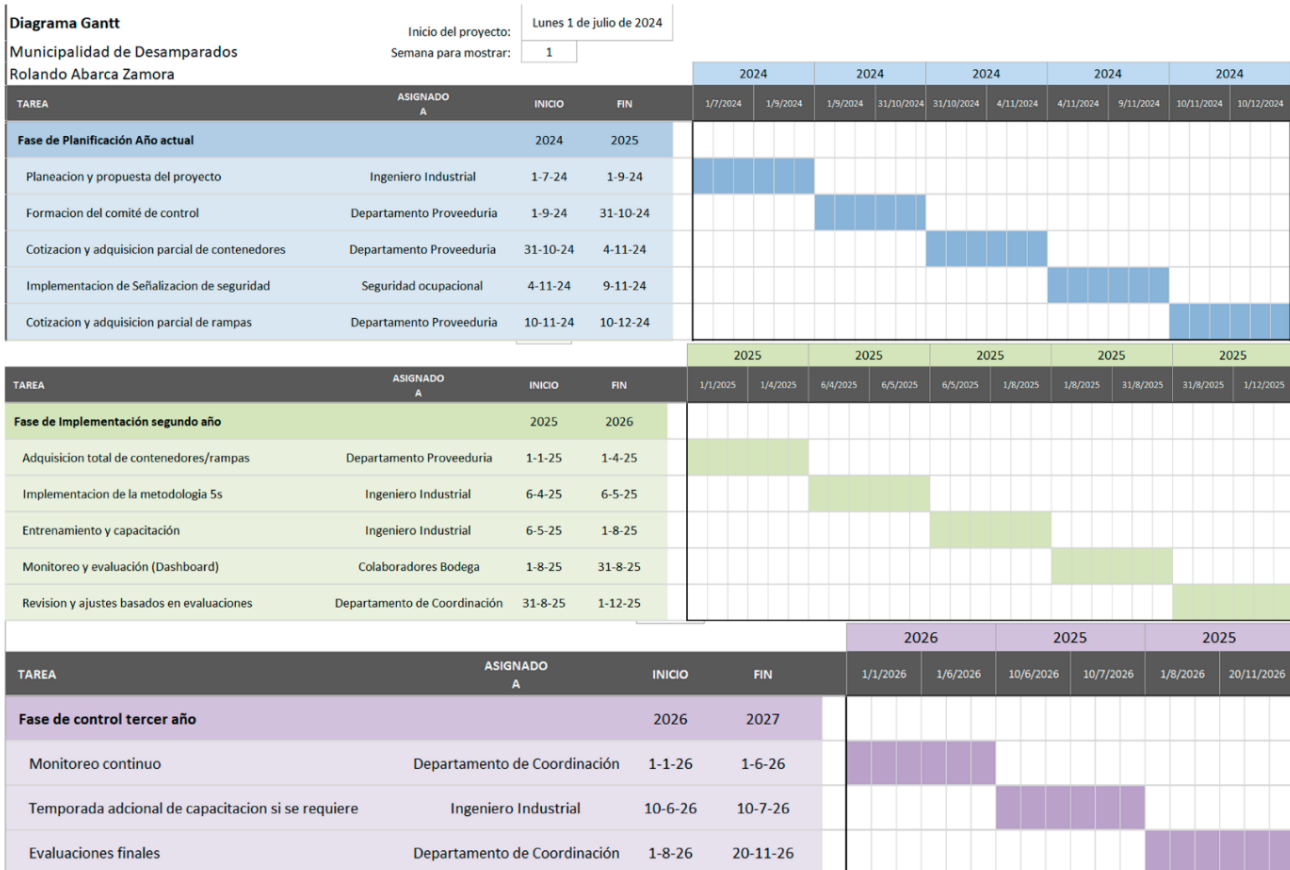 Diagrama Gantt
Inicio del proyecto: Lunes 1 de julio de 2024
Municipalidad de Desamparados
Semana para mostrar: 1
Rolando Abarca Zamora
2024 2024 2024 2024 2024
TAREA ASIGNADO A INICIO FIN 1/7/2024 1/9/2024 1/9/2024 31/10/2024 31/10/2024 4/11/2024 4/11/2024 9/11/2024 10/11/2024 10/12/2024
Fase de Planificación Año actual 2024 2025
Planeacion y propuesta del proyecto Ingeniero Industrial 1-7-24 1-9-24
Formacion del comité de control Departamento Proveeduria 1-9-24 31-10-24
Cotizacion y adquisicion parcial de contenedores Departamento Proveeduria 31-10-24 4-11-24
Implementacion de Señalizacion de seguridad Seguridad ocupacional 4-11-24 9-11-24
Cotizacion y adquisicion parcial de rampas Departamento Proveeduria 10-11-24 10-12-24
2025 2025 2025 2025 2025
TAREA ASIGNADO A INICIO FIN 1/1/2025 1/4/2025 6/4/2025 6/5/2025 6/5/2025 1/8/2025 1/8/2025 31/8/2025 31/8/2025 1/12/2025
Fase de Implementación segundo año 2025 2026
Adquisicion total de contenedores/rampas Departamento Proveeduria 1-1-25 1-4-25
Implementacion de la metodologia 5s Ingeniero Industrial 6-4-25 6-5-25
Entrenamiento y capacitación Ingeniero Industrial 6-5-25 1-8-25
Monitoreo y evaluación (Dashboard) Colaboradores Bodega 1-8-25 31-8-25
Revision y ajustes basados en evaluaciones Departamento de Coordinación 31-8-25 1-12-25
2026 2025 2025
TAREA ASIGNADO A INICIO FIN 1/1/2026 1/6/2026 10/6/2026 10/7/2026 1/8/2026 20/11/2026
Fase de control tercer año 2026 2027
Monitoreo continuo Departamento de Coordinación 1-1-26 1-6-26
Temporada adcional de capacitacion si se requiere Ingeniero Industrial 10-6-26 10-7-26
Evaluaciones finales Departamento de Coordinación 1-8-26 20-11-26